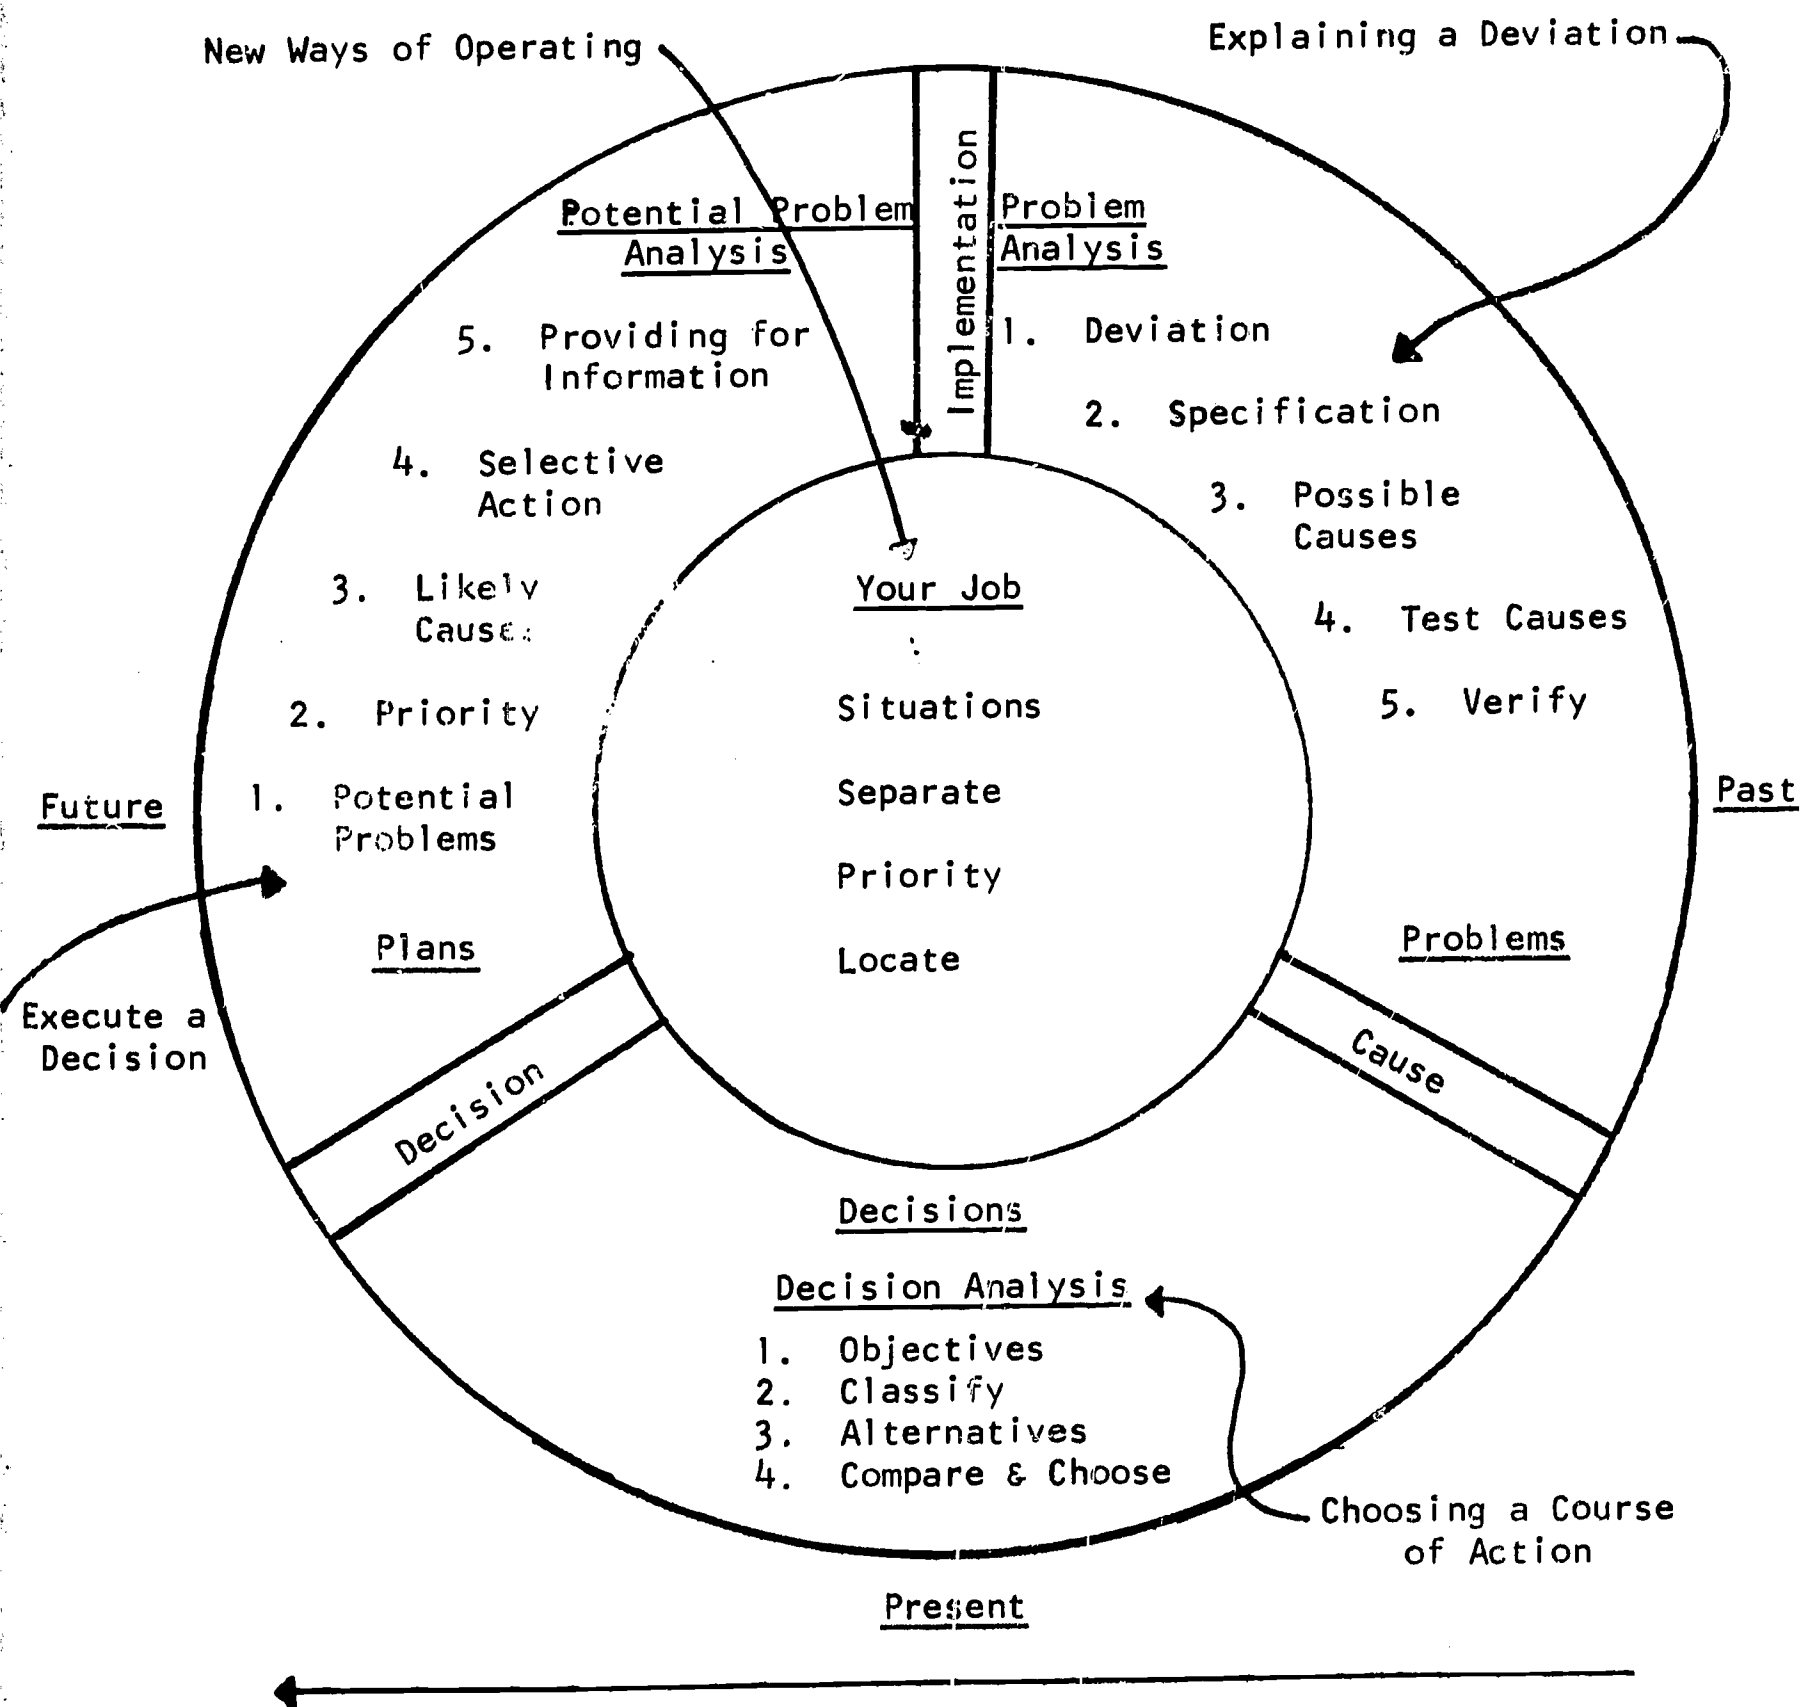 New Ways of Operating
Explaining a Deviation
Implementation
Potential Problem
Analysis
5. Providing for
Information
4. Selective
Action
3. Likely
Causes
2. Priority
1. Potential
Problems
Plans
Future
Execute a
Decision
Problem
Analysis
1. Deviation
2. Specification
3. Possible
Causes
4. Test Causes
5. Verify
Problems
Past
Your Job
Situations
Separate
Priority
Locate
Decision
Cause
Decisions
Decision Analysis
1. Objectives
2. Classify
3. Alternatives
4. Compare & Choose
Choosing a Course
of Action
Present